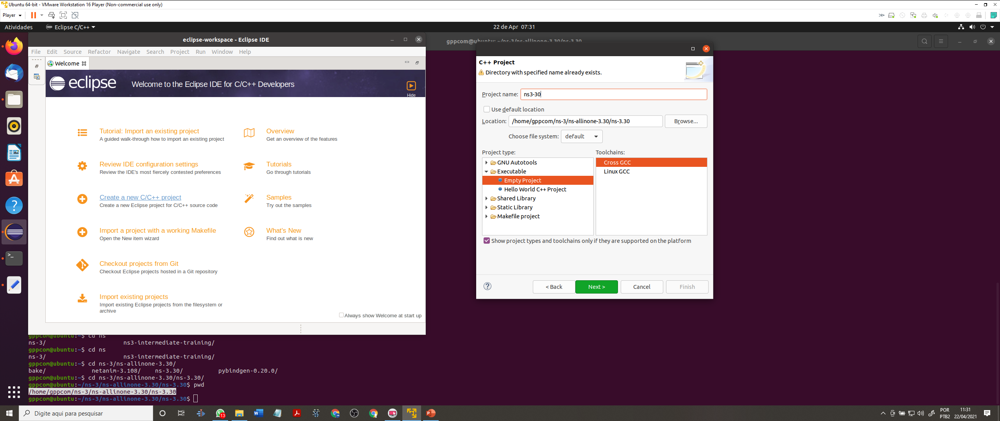 Ubuntu 64-bit - VMware Workstation 16 Player (Non-commercial use only)
Player
Atividades
Eclipse C/C++
22 de Apr 07:31
eclipse-workspace - Eclipse IDE
gppcom@ubuntu: ~/ns-3/ns-allinone-3.30/ns-3.30
File Edit Source Refactor Navigate Search Project Run Window Help
Welcome
eclipse
Welcome to the Eclipse IDE for C/C++ Developers
Hide
Tutorial: Import an existing project
A guided walk-through how to import an existing project
Overview
Get an overview of the features
Review IDE configuration settings
Review the IDE's most fiercely contested preferences
Tutorials
Go through tutorials
Create a new C/C++ project
Create a new Eclipse project for C/C++ source code
Samples
Try out the samples
Import a project with a working Makefile
Open the New item wizard
What's New
Find out what is new
Checkout projects from Git
Checkout Eclipse projects hosted in a Git repository
Import existing projects
Import existing Eclipse projects from the filesystem or
archive
Always show Welcome at start up
C++ Project
Directory with specified name already exists.
Project name: ns3-30
Use default location
Location: /home/gppcom/ns-3/ns-allinone-3.30/ns-3.30 Browse...
Choose file system: default
Project type:
GNU Autotools
Executable
Empty Project
Hello World C++ Project
Shared Library
Static Library
Makefile project
Toolchains:
Cross GCC
Linux GCC
Show project types and toolchains only if they are supported on the platform
< Back Next > Cancel Finish
gppcom@ubuntu:~$ cd ns
ns-3/ ns3-intermediate-training/
gppcom@ubuntu:~$ cd ns
ns-3/ ns3-intermediate-training/
gppcom@ubuntu:~$ cd ns-3/ns-allinone-3.30/
bake/ netanim-3.108/ ns-3.30/ pybindgen-0.20.0/
gppcom@ubuntu:~$ cd ns-3/ns-allinone-3.30/ns-3.30/
gppcom@ubuntu:~/ns-3/ns-allinone-3.30/ns-3.30$ pwd
/home/gppcom/ns-3/ns-allinone-3.30/ns-3.30
gppcom@ubuntu:~/ns-3/ns-allinone-3.30/ns-3.30$
Digite aqui para pesquisar
13
POR
PTB2
11:31
22/04/2021